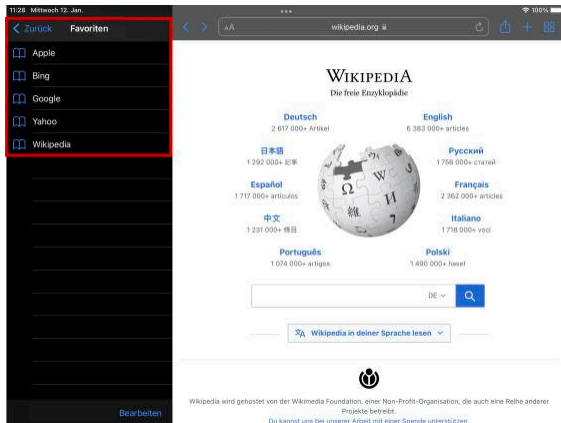 11:28 Mittwoch 12. Jan.
100%
Zurück Favoriten
Apple
Bing
Google
Yahoo
Wikipedia
Bearbeiten
AA wikipedia.org
WIKIPEDIA
Die freie Enzyklopädie
Deutsch
2 617 000+ Artikel
English
6 383 000+ articles
日本語
1 292 000+ 記事
Русский
1 756 000+ статей
Español
1 717 000+ artículos
Français
2 362 000+ articles
中文
1 231 000+ 條目
Italiano
1 718 000+ voci
Português
1 074 000+ artigos
Polski
1 490 000+ haseł
Ω W И 維 7
DE
Wikipedia in deiner Sprache lesen
Wikipedia wird gehostet von der Wikimedia Foundation, einer Non-Profit-Organisation, die auch eine Reihe anderer
Projekte betreibt.
Du kannst uns bei unserer Arbeit mit einer Spende unterstützen.